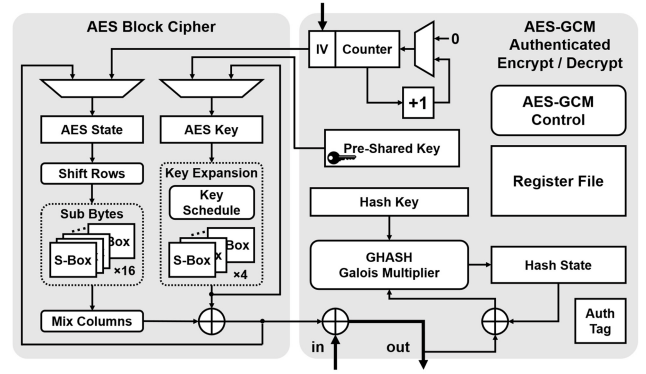 AES Block Cipher
AES State
AES Key
Shift Rows
Key Expansion
Key
Schedule
Sub Bytes
Box
S-Box
×16
Box
S-Box
×4
Mix Columns
IV
Counter
0
+1
Pre-Shared Key
AES-GCM
Authenticated
Encrypt / Decrypt
AES-GCM
Control
Register File
Hash Key
GHASH
Galois Multiplier
Hash State
Auth
Tag
in
out